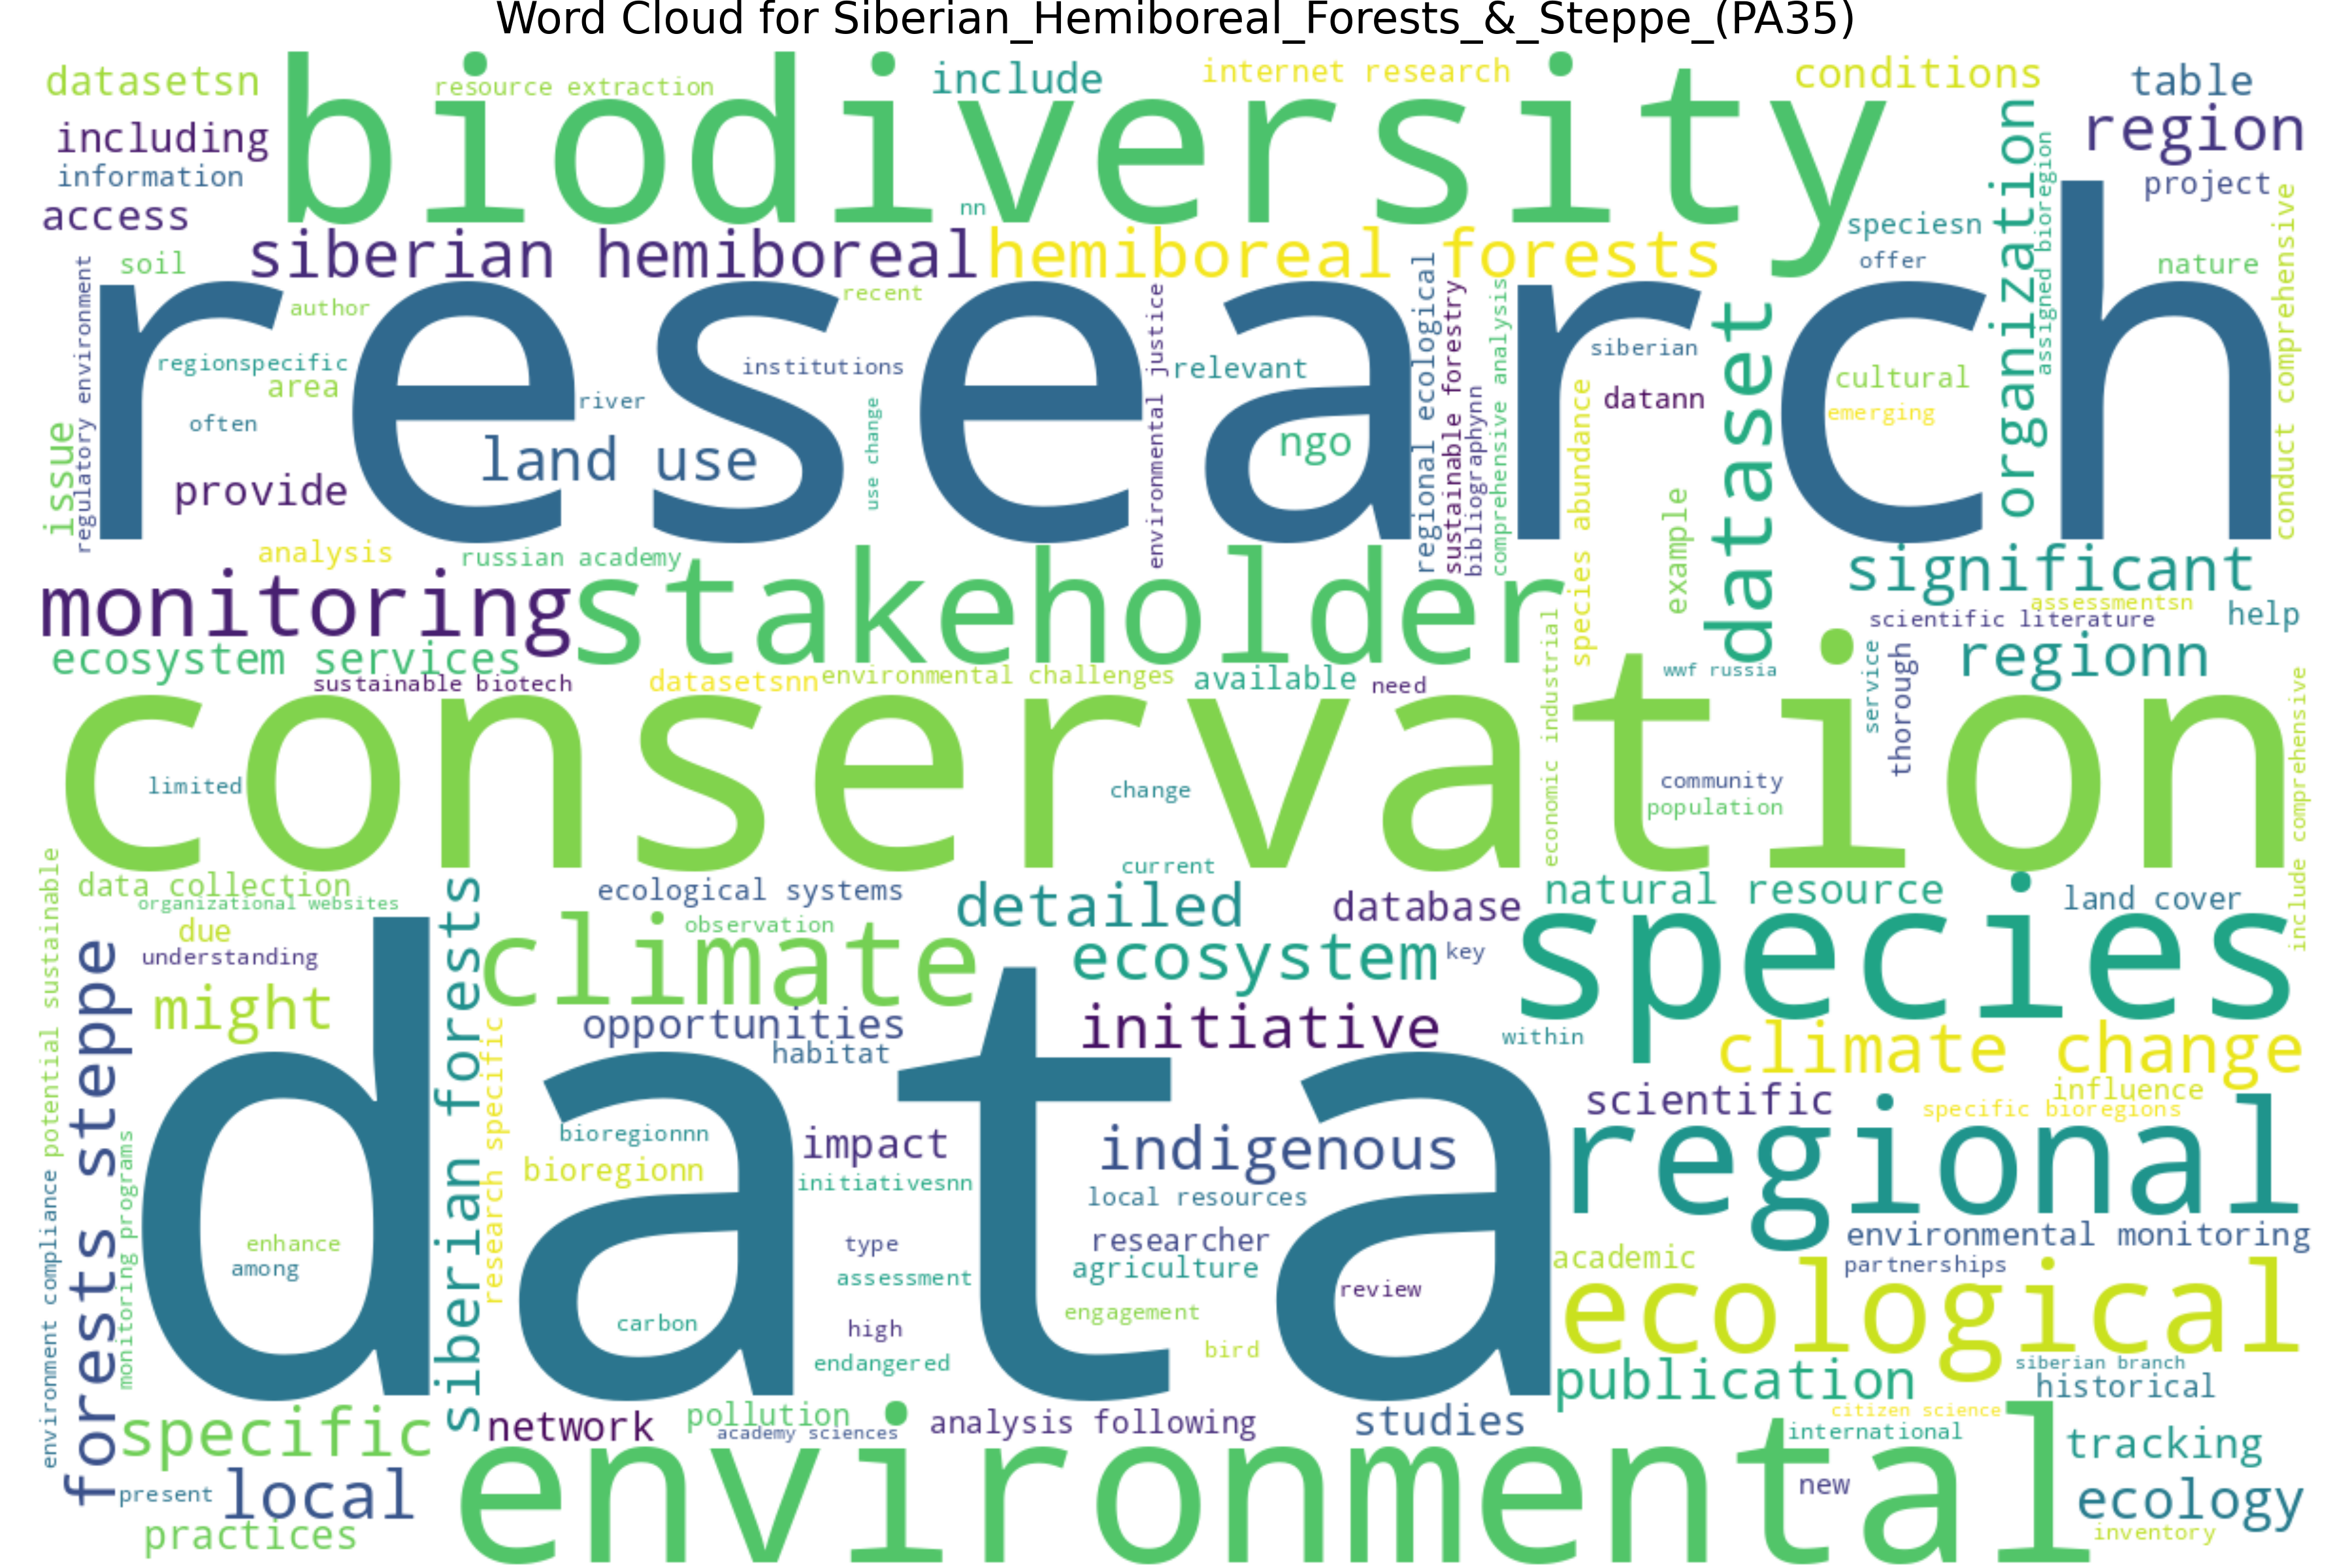 Word Cloud for Siberian_Hemiboreal_Forests_&_Steppe_(PA35)
datasetsn
resource extraction
include
internet research
conditions
table
biodiversity
including
region
information
project
access
nn
speciesn
organization
assigned bioregion
siberian hemiboreal
hemiboreal forests
offer
nature
soil
author
recent
research
regulatory environment
regionspecific
area
often
issue
provide
institutions
river
land use
use change
environmental justice
relevant
ngo
regional ecological
sustainable forestry
bibliographynn
comprehensive analysis
species abundance
siberian
datann
example
dataset
cultural
emerging
conduct comprehensive
analysis
russian academy
monitoring
stakeholder
significant
assessmentsn
scientific literature
help
ecosystem services
sustainable biotech
datasetsnn
environmental challenges
available
need
economic industrial
wwf russia
service
thorough
regionn
conservation
limited
change
community
population
include comprehensive
current
data collection
organizational websites
due
understanding
might
potential sustainable
environment compliance
forests steppe
monitoring programs
siberian forests
research specific
ecological systems
observation
climate
detailed
database
natural resource
land cover
ecosystem
key
species
opportunities
habitat
initiative
within
climate change
influence
scientific
specific bioregions
data
bioregionnn
bioregionn
impact
initiativesnn
indigenous
local resources
regional
enhance
among
type
researcher
environmental monitoring
assessment
agriculture
academic
partnerships
review
ecological
carbon
high
engagement
endangered
bird
siberian branch
publication
historical
specific
network
pollution
academy sciences
analysis following
studies
citizen science
international
tracking
environmental
present
local
new
ecology
practices
inventory